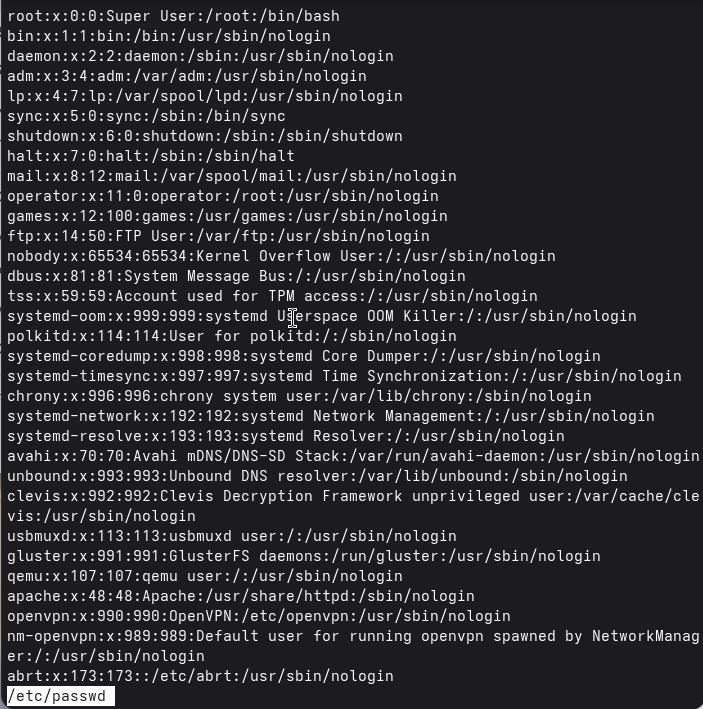 root:x:0:0:Super User:/root:/bin/bash
bin:x:1:1:bin:/bin:/usr/sbin/nologin
daemon:x:2:2:daemon:/sbin:/usr/sbin/nologin
adm:x:3:4:adm:/var/adm:/usr/sbin/nologin
lp:x:4:7:lp:/var/spool/lpd:/usr/sbin/nologin
sync:x:5:0:sync:/sbin:/bin/sync
shutdown:x:6:0:shutdown:/sbin:/sbin/shutdown
halt:x:7:0:halt:/sbin:/sbin/halt
mail:x:8:12:mail:/var/spool/mail:/usr/sbin/nologin
operator:x:11:0:operator:/root:/usr/sbin/nologin
games:x:12:100:games:/usr/games:/usr/sbin/nologin
ftp:x:14:50:FTP User:/var/ftp:/usr/sbin/nologin
nobody:x:65534:65534:Kernel Overflow User:/:/usr/sbin/nologin
dbus:x:81:81:System Message Bus:/:/usr/sbin/nologin
tss:x:59:59:Account used for TPM access:/:/usr/sbin/nologin
systemd-oom:x:999:999:systemd Userspace OOM Killer:/:/usr/sbin/nologin
polkitd:x:114:114:User for polkitd:/:/sbin/nologin
systemd-coredump:x:998:998:systemd Core Dumper:/:/usr/sbin/nologin
systemd-timesync:x:997:997:systemd Time Synchronization:/:/usr/sbin/nologin
chrony:x:996:996:chrony system user:/var/lib/chrony:/sbin/nologin
systemd-network:x:192:192:systemd Network Management:/:/usr/sbin/nologin
systemd-resolve:x:193:193:systemd Resolver:/:/usr/sbin/nologin
avahi:x:70:70:Avahi mDNS/DNS-SD Stack:/var/run/avahi-daemon:/usr/sbin/nologin
unbound:x:993:993:Unbound DNS resolver:/var/lib/unbound:/sbin/nologin
clevis:x:992:992:Clevis Decryption Framework unprivileged user:/var/cache/cle
vis:/usr/sbin/nologin
usbmuxd:x:113:113:usbmuxd user:/:/usr/sbin/nologin
gluster:x:991:991:GlusterFS daemons:/run/gluster:/usr/sbin/nologin
qemu:x:107:107:qemu user:/:/usr/sbin/nologin
apache:x:48:48:Apache:/usr/share/httpd:/sbin/nologin
openvpn:x:990:990:OpenVPN:/etc/openvpn:/usr/sbin/nologin
nm-openvpn:x:989:989:Default user for running openvpn spawned by NetworkManag
er:/:/usr/sbin/nologin
abrt:x:173:173::/etc/abrt:/usr/sbin/nologin
/etc/passwd